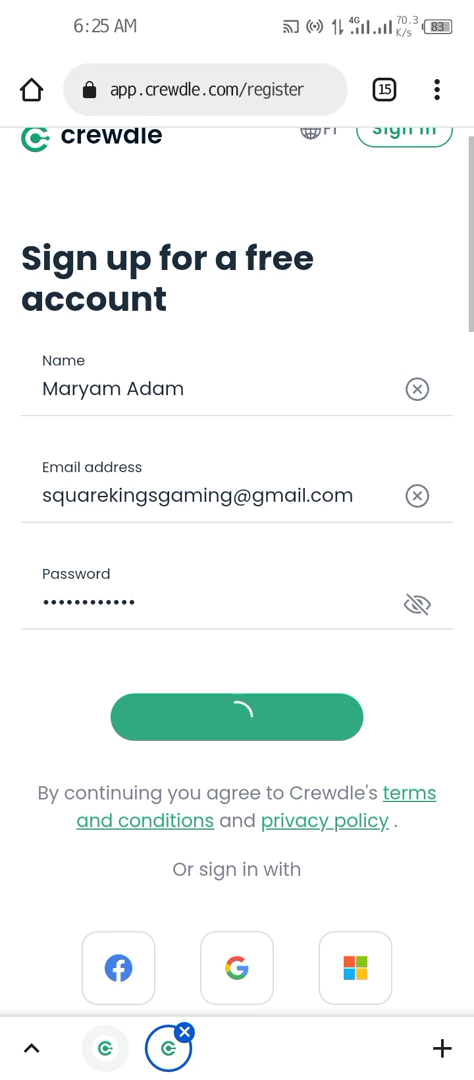 6:25 AM
4G
70.3
K/s
83
app.crewdle.com/register
15
crewdle
Sign in
Sign up for a free
account
Name
Maryam Adam
Email address
squarekingsgaming@gmail.com
Password
By continuing you agree to Crewdle's terms
and conditions and privacy policy .
Or sign in with